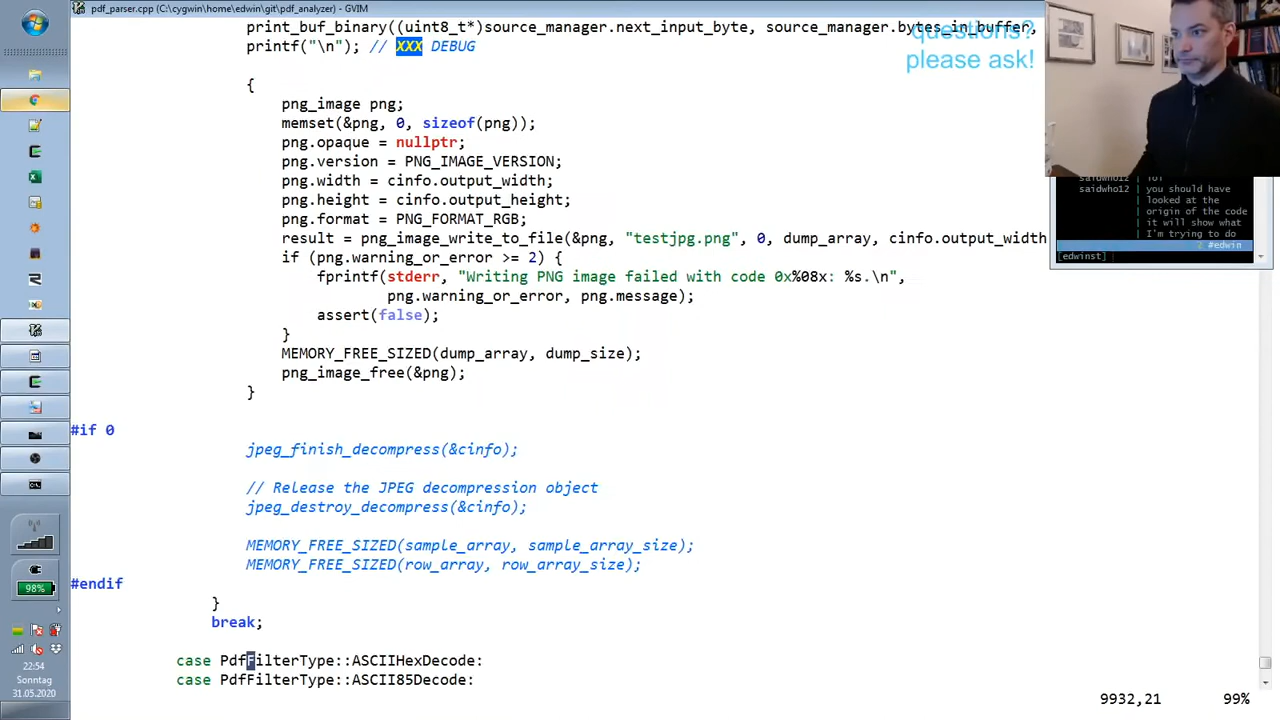 pdf_parser.cpp (C:\cygwin\home\edwin\git\pdf_analyzer) - GVIM
print_buf_binary((uint8_t*)source_manager.next_input_byte, source_manager.bytes_in_buffer,
printf("\n"); // XXX DEBUG
questions?
please ask!
{
png_image png;
memset(&png, 0, sizeof(png));
png.opaque = nullptr;
png.version = PNG_IMAGE_VERSION;
png.width = cinfo.output_width;
png.height = cinfo.output_height;
png.format = PNG_FORMAT_RGB;
result = png_image_write_to_file(&png, "testjpg.png", 0, dump_array, cinfo.output_width
if (png.warning_or_error >= 2) {
fprintf(stderr, "Writing PNG image failed with code 0x%08x: %s.\n",
png.warning_or_error, png.message);
assert(false);
}
MEMORY_FREE_SIZED(dump_array, dump_size);
png_image_free(&png);
}
#if 0
jpeg_finish_decompress(&cinfo);
// Release the JPEG decompression object
jpeg_destroy_decompress(&cinfo);
MEMORY_FREE_SIZED(sample_array, sample_array_size);
MEMORY_FREE_SIZED(row_array, row_array_size);
#endif
}
break;
case PdfFilterType::ASCIIHexDecode:
case PdfFilterType::ASCII85Decode:
9932,21 99%
saidwho12 | lol
saidwho12 | you should have
| looked at the
| origin of the code
| it will show what
| I'm trying to do
2 #edwin
[edwinst]
98%
22:54
Sonntag
31.05.2020